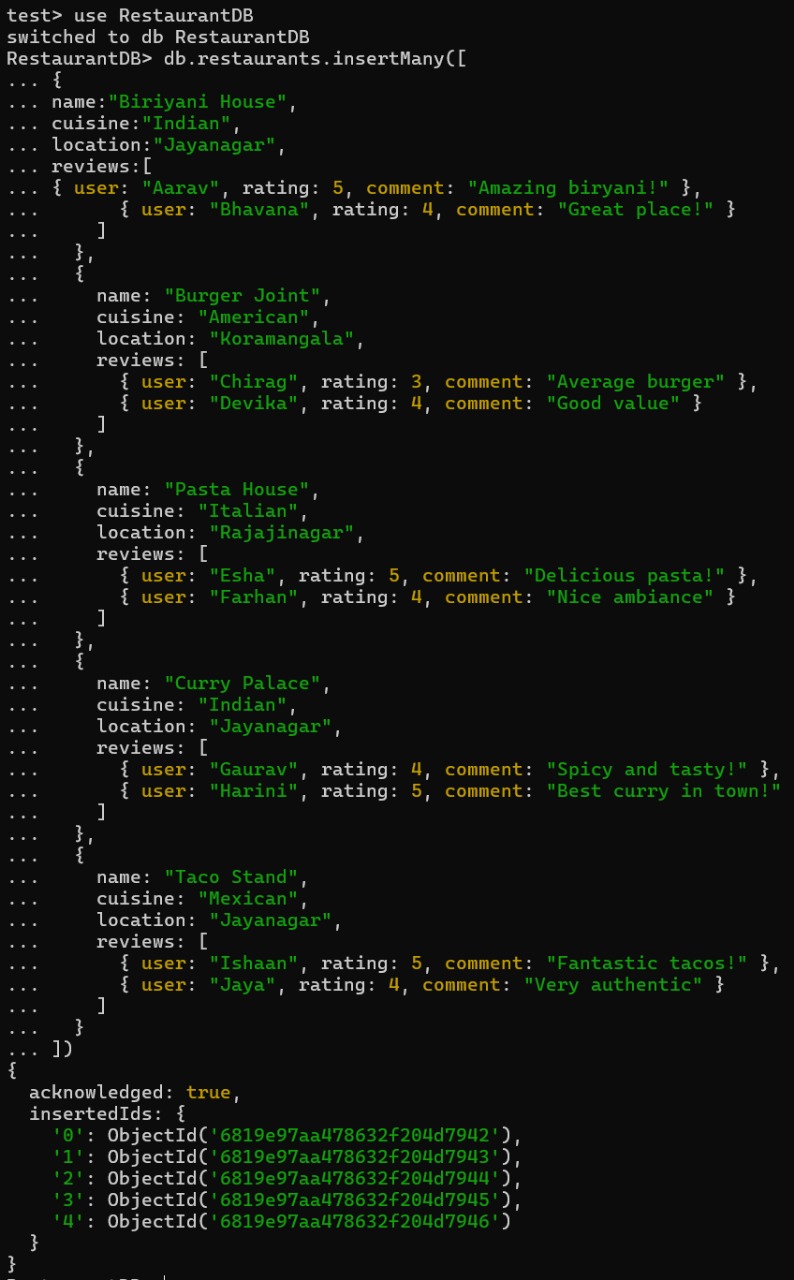 test> use RestaurantDB
switched to db RestaurantDB
RestaurantDB> db.restaurants.insertMany([
... {
... name:"Biriyani House",
... cuisine:"Indian",
... location:"Jayanagar",
... reviews:[
... { user: "Aarav", rating: 5, comment: "Amazing biryani!" },
...       { user: "Bhavana", rating: 4, comment: "Great place!" }
...     ]
...   },
...   {
...     name: "Burger Joint",
...     cuisine: "American",
...     location: "Koramangala",
...     reviews: [
...       { user: "Chirag", rating: 3, comment: "Average burger" },
...       { user: "Devika", rating: 4, comment: "Good value" }
...     ]
...   },
...   {
...     name: "Pasta House",
...     cuisine: "Italian",
...     location: "Rajajinagar",
...     reviews: [
...       { user: "Esha", rating: 5, comment: "Delicious pasta!" },
...       { user: "Farhan", rating: 4, comment: "Nice ambiance" }
...     ]
...   },
...   {
...     name: "Curry Palace",
...     cuisine: "Indian",
...     location: "Jayanagar",
...     reviews: [
...       { user: "Gaurav", rating: 4, comment: "Spicy and tasty!" },
...       { user: "Harini", rating: 5, comment: "Best curry in town!"
...     ]
...   },
...   {
...     name: "Taco Stand",
...     cuisine: "Mexican",
...     location: "Jayanagar",
...     reviews: [
...       { user: "Ishaan", rating: 5, comment: "Fantastic tacos!" },
...       { user: "Jaya", rating: 4, comment: "Very authentic" }
...     ]
...   }
... ])
{
  acknowledged: true,
  insertedIds: {
    '0': ObjectId('6819e97aa478632f204d7942'),
    '1': ObjectId('6819e97aa478632f204d7943'),
    '2': ObjectId('6819e97aa478632f204d7944'),
    '3': ObjectId('6819e97aa478632f204d7945'),
    '4': ObjectId('6819e97aa478632f204d7946')
  }
}